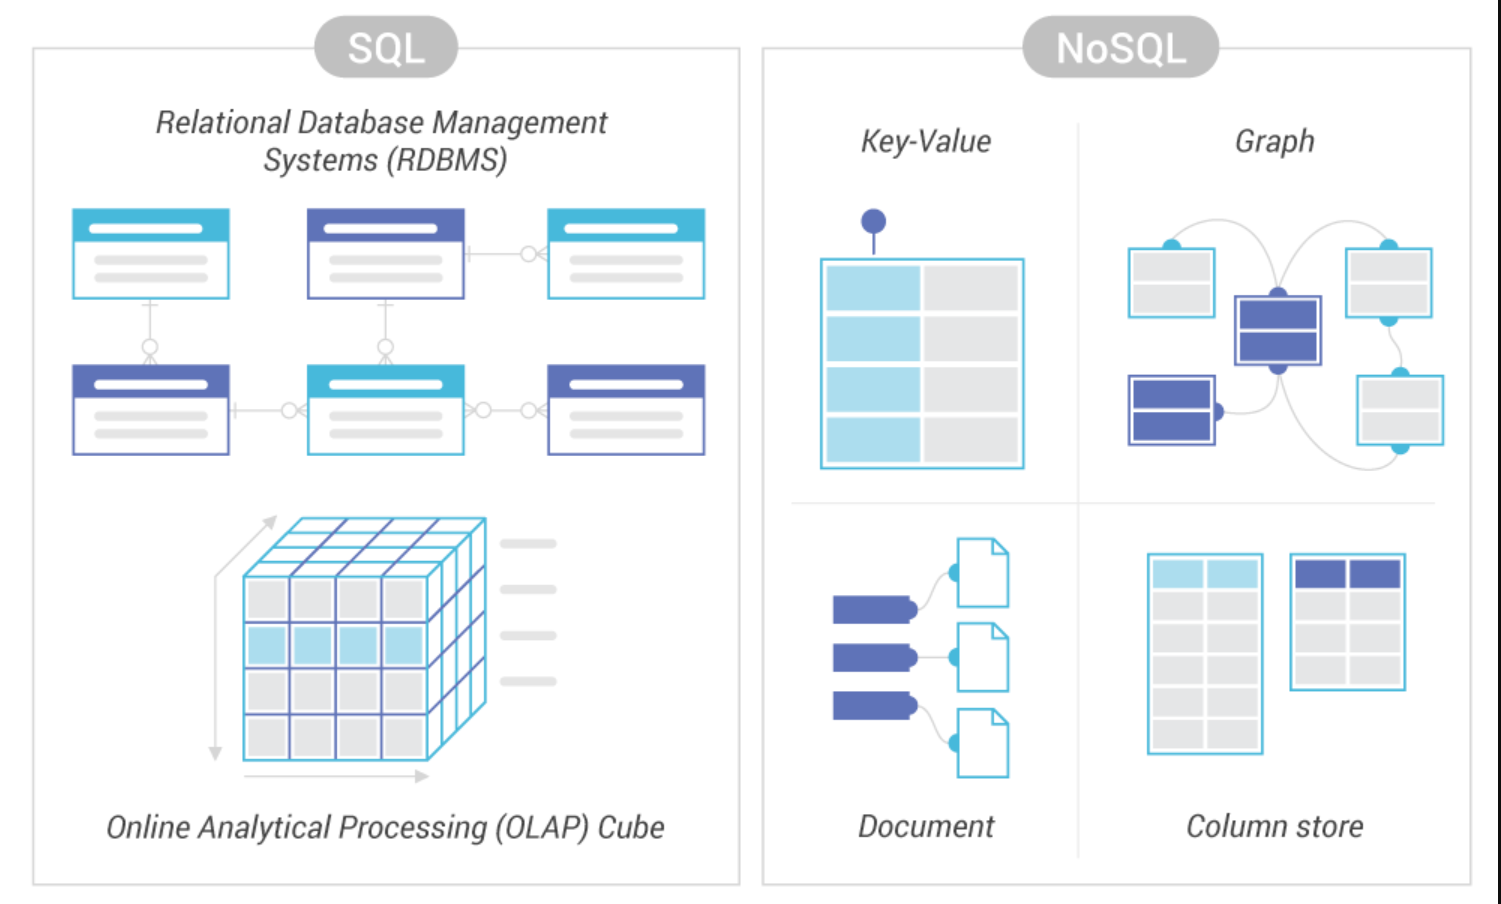 SQL
Relational Database Management
Systems (RDBMS)
Online Analytical Processing (OLAP) Cube
NoSQL
Key-Value
Graph
Document
Column store